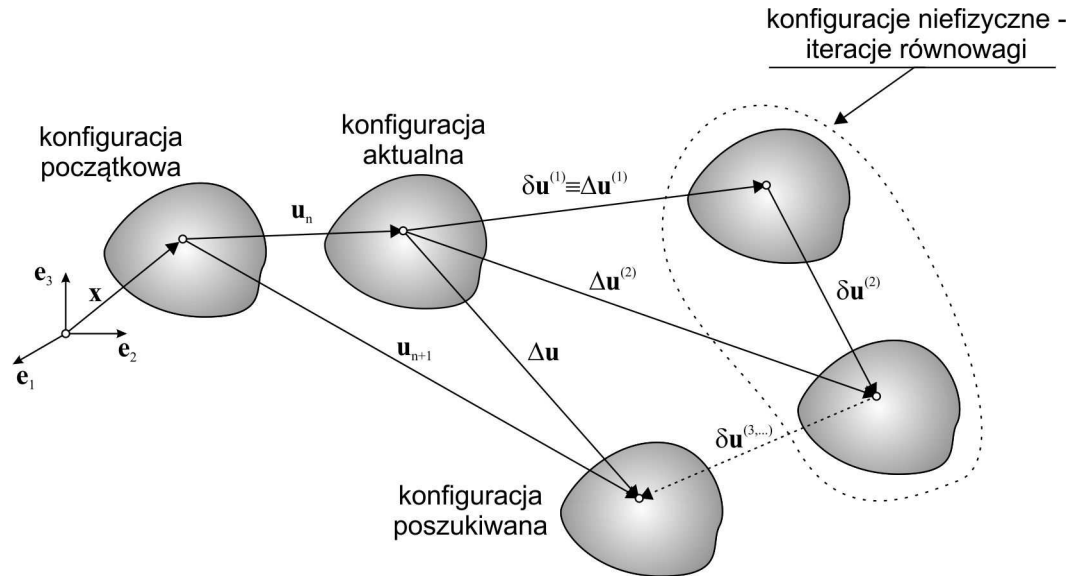 konfiguracje niefizyczne -
iteracje równowagi
konfiguracja
początkowa
konfiguracja
aktualna
δu⁽¹⁾≡Δu⁽¹⁾
uₙ
e₃
x
e₂
e₁
Δu⁽²⁾
δu⁽²⁾
uₙ₊₁
Δu
δu⁽³,...⁾
konfiguracja
poszukiwana